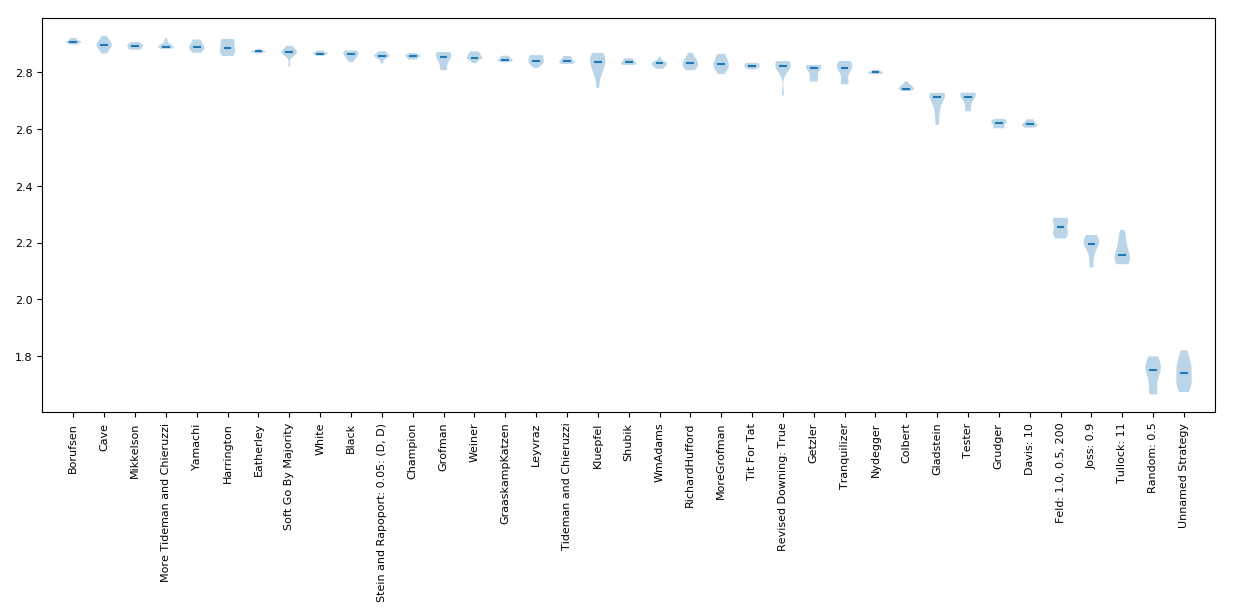 2.8
2.6
2.4
2.2
2.0
1.8
Borufsen
Cave
Mikkelson
More Tideman and Chieruzzi
Yamachi
Harrington
Eatherley
Soft Go By Majority
White
Black
Stein and Rapoport: 0.05: (D, D)
Champion
Grofman
Weiner
GraaskampKatzen
Leyvraz
Tideman and Chieruzzi
Kluepfel
Shubik
WmAdams
RichardHufford
MoreGrofman
Tit For Tat
Revised Downing: True
Getzler
Tranquilizer
Nydegger
Colbert
Gladstein
Tester
Grudger
Davis: 10
Feld: 1.0, 0.5, 200
Joss: 0.9
Tullock: 11
Random: 0.5
Unnamed Strategy